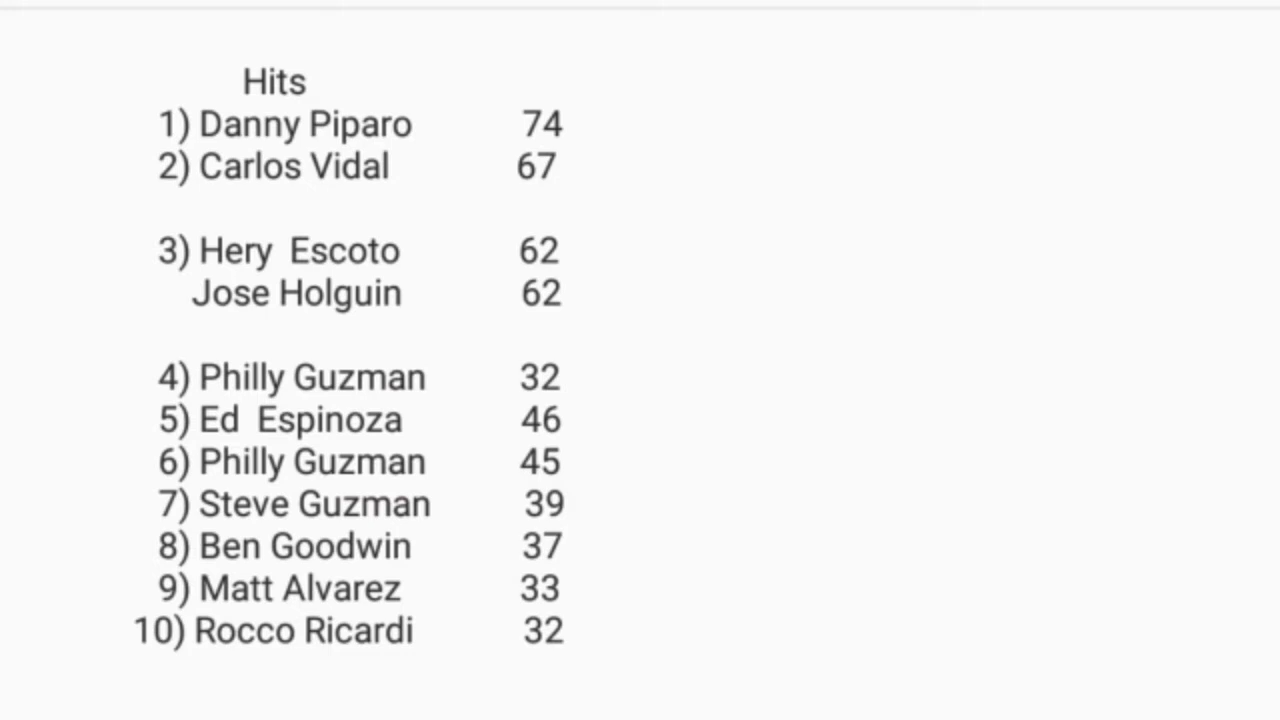 Hits
1) Danny Piparo 74
2) Carlos Vidal 67
3) Hery Escoto 62
Jose Holguin 62
4) Philly Guzman 32
5) Ed Espinoza 46
6) Philly Guzman 45
7) Steve Guzman 39
8) Ben Goodwin 37
9) Matt Alvarez 33
10) Rocco Ricardi 32